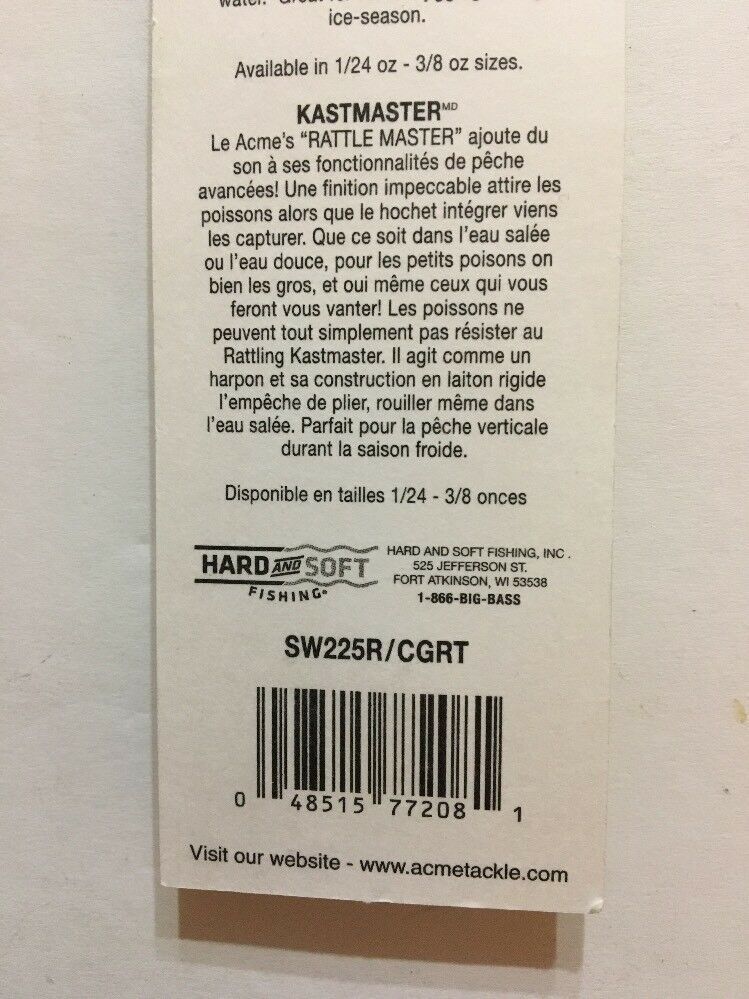 ice-season.
Available in 1/24 oz - 3/8 oz sizes.
KASTMASTERMD
Le Acme's “RATTLE MASTER” ajoute du
son à ses fonctionnalités de pêche
avancées! Une finition impeccable attire les
poissons alors que le hochet intégrer viens
les capturer. Que ce soit dans l'eau salée
ou l'eau douce, pour les petits poisons on
bien les gros, et oui même ceux qui vous
feront vous vanter! Les poissons ne
peuvent tout simplement pas résister au
Rattling Kastmaster. Il agit comme un
harpon et sa construction en laiton rigide
l'empêche de plier, rouiller même dans
l'eau salée. Parfait pour la pêche verticale
durant la saison froide.
Disponible en tailles 1/24 - 3/8 onces
HARD AND SOFT
FISHING
HARD AND SOFT FISHING, INC .
525 JEFFERSON ST.
FORT ATKINSON, WI 53538
1-866-BIG-BASS
SW225R/CGRT
0 48515 77208 1
Visit our website - www.acmetackle.com